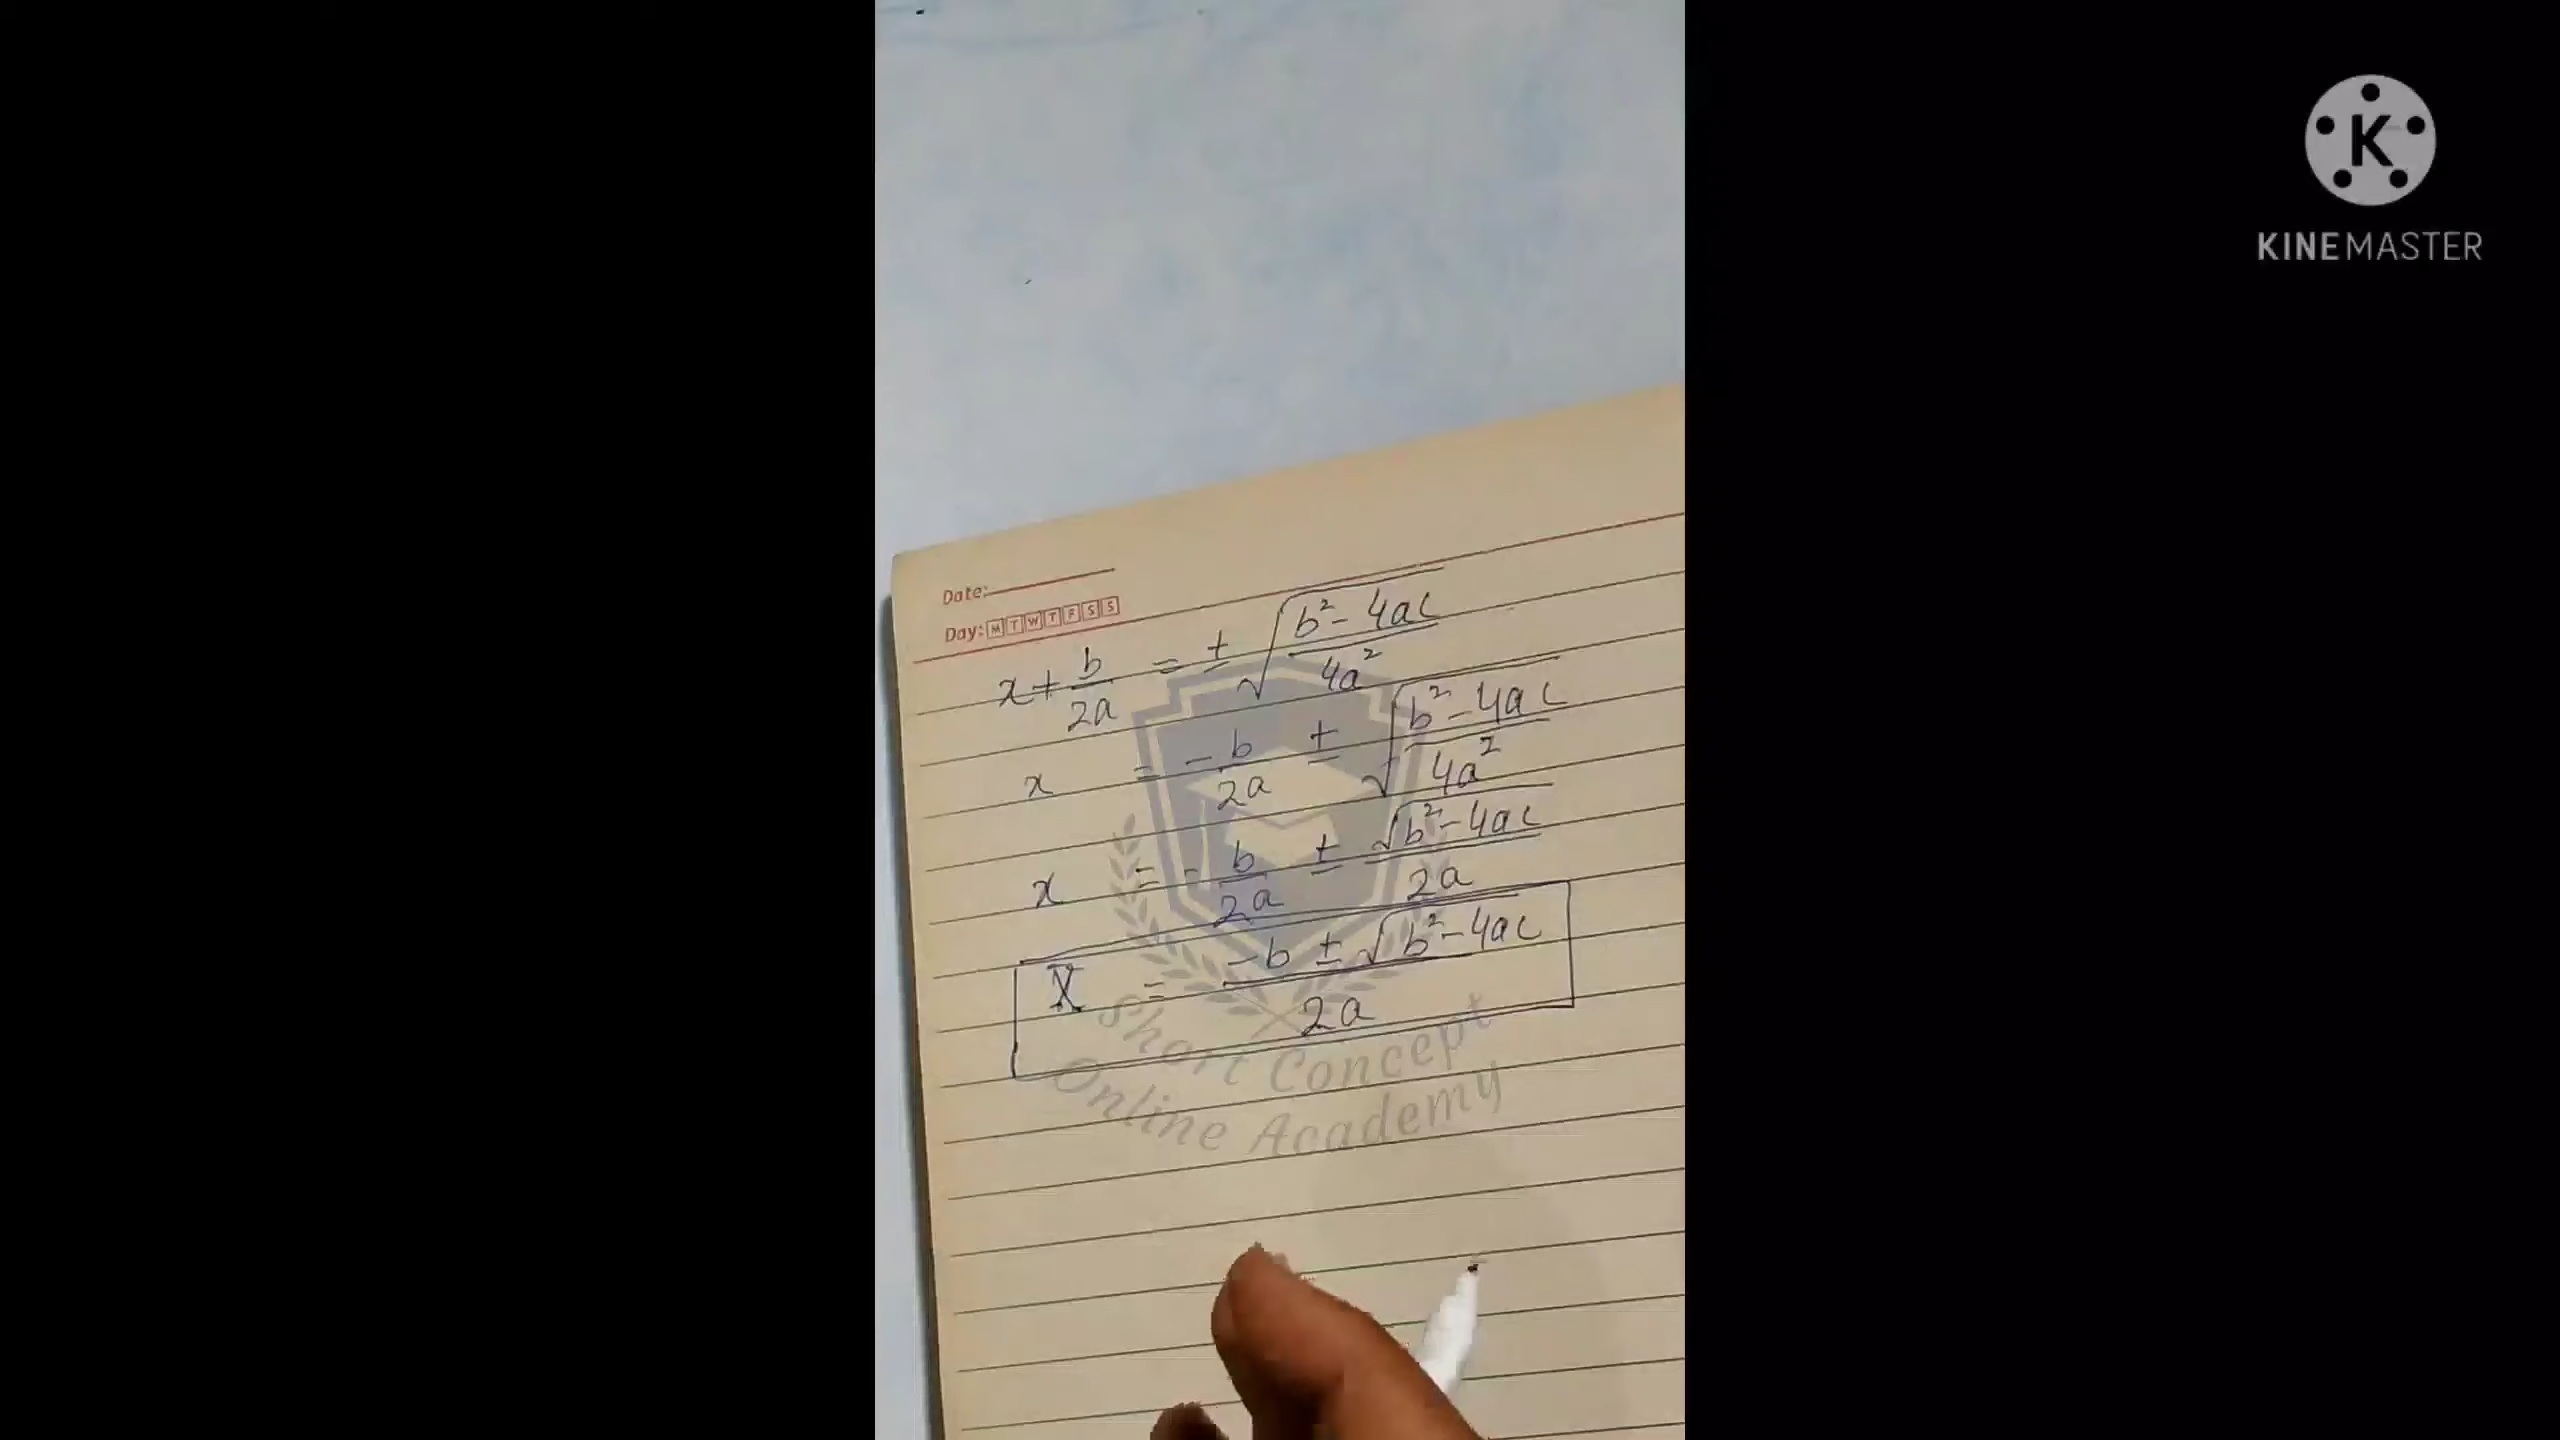 K
KINEMASTER
Date:
Day: M T W T F S S
x + b/2a = ± √(b² - 4ac / 4a²)
x = - b/2a ± √(b² - 4ac / 4a²)
x = - b/2a ± √(b² - 4ac) / 2a
X = -b ± √(b² - 4ac) / 2a
Short Concept
Online Academy